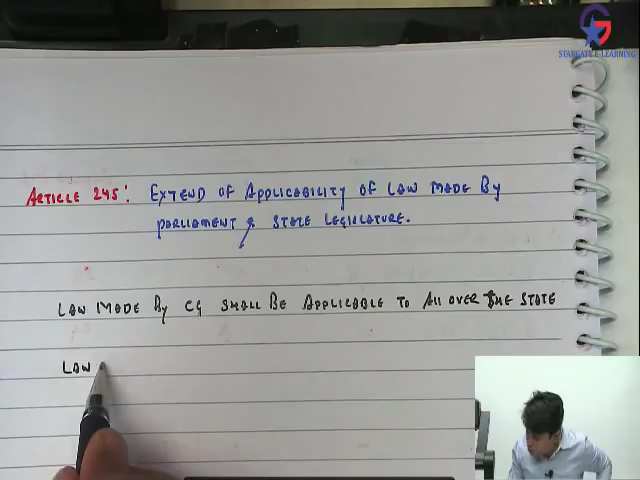 STARGATE E-LEARNING
ARTICLE 245: EXTEND OF APPLICABILITY OF LAW MADE BY
PARLIAMENT & STATE LEGISLATURE.
LAW MADE BY CG SHALL BE APPLICABLE TO All OVER THE STATE
LAW